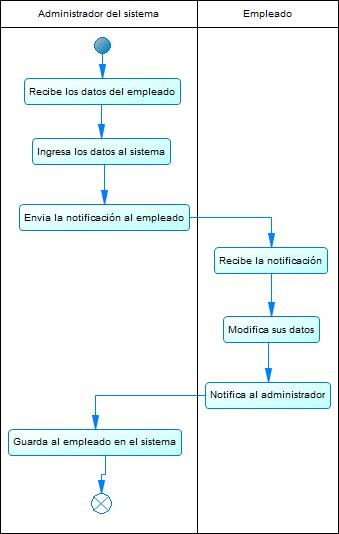 Administrador del sistema
Empleado
Recibe los datos del empleado
Ingresa los datos al sistema
Envia la notificación al empleado
Recibe la notificación
Modifica sus datos
Notifica al administrador
Guarda al empleado en el sistema